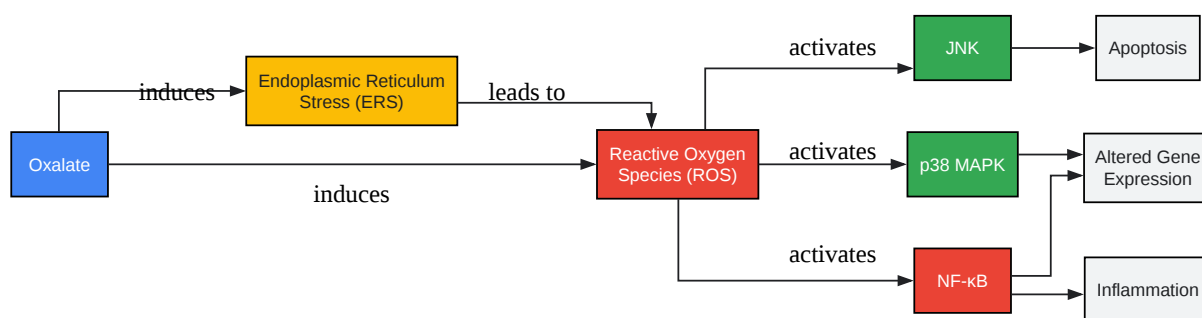 activates
JNK
Apoptosis
Endoplasmic Reticulum
Stress (ERS)
induces
leads to
Oxalate
Reactive Oxygen
Species (ROS)
activates
p38 MAPK
Altered Gene
Expression
induces
activates
NF-κB
Inflammation